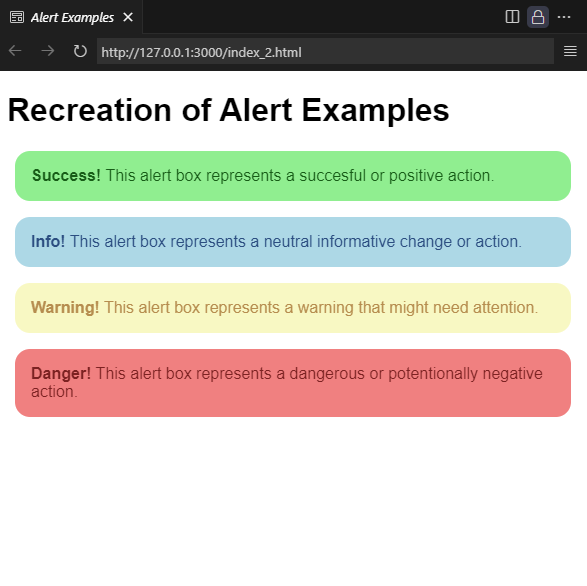 Alert Examples
http://127.0.0.1:3000/index_2.html
Recreation of Alert Examples
Success! This alert box represents a succesful or positive action.
Info! This alert box represents a neutral informative change or action.
Warning! This alert box represents a warning that might need attention.
Danger! This alert box represents a dangerous or potentionally negative
action.